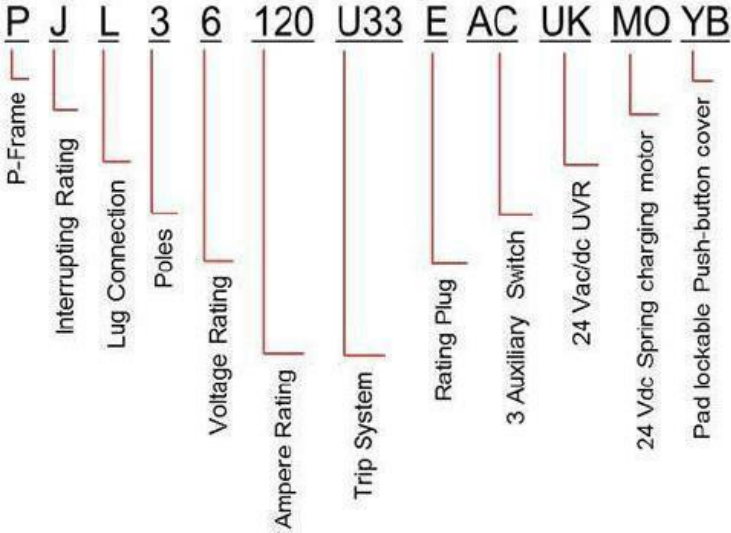 P J L 3 6 120 U33 E AC UK MO YB
P-Frame
Interrupting Rating
Lug Connection
Poles
Voltage Rating
Ampere Rating
Trip System
Rating Plug
3 Auxiliary Switch
24 Vac/dc UVR
24 Vdc Spring charging motor
Pad lockable Push-button cover